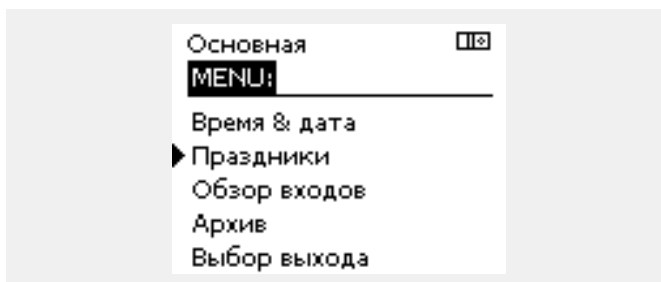 Основная
MENU:
Время & дата
Праздники
Обзор входов
Архив
Выбор выхода